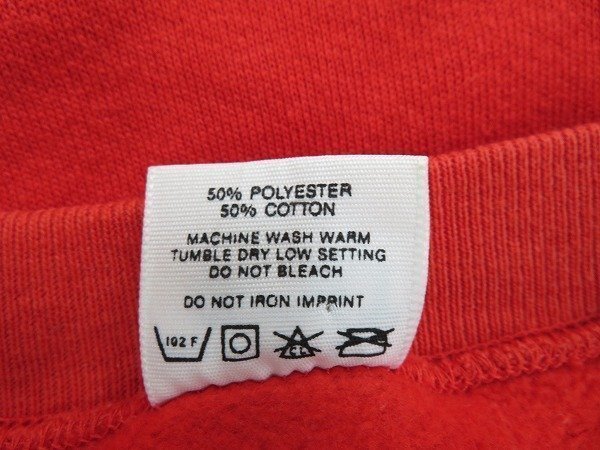 50% POLYESTER
50% COTTON
MACHINE WASH WARM
TUMBLE DRY LOW SETTING
DO NOT BLEACH
DO NOT IRON IMPRINT
102 F CL